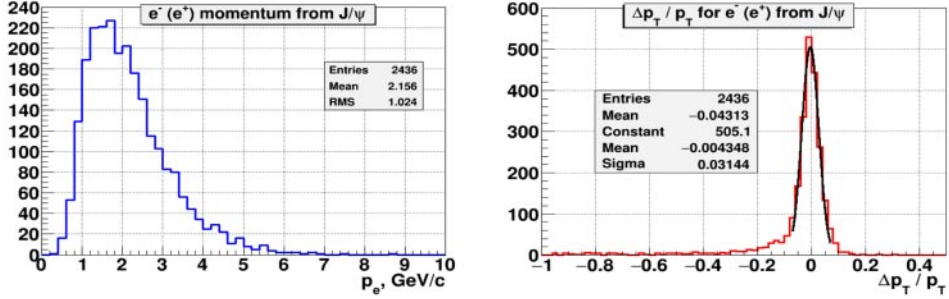 e⁻ (e⁺) momentum from J/ψ
240
220
200
180
160
140
120
100
80
60
40
20
0
Entries 2436
Mean 2.156
RMS 1.024
0 1 2 3 4 5 6 7 8 9 10
p_e, GeV/c
Δp_T / p_T for e⁻ (e⁺) from J/ψ
600
500
400
300
200
100
0
Entries 2436
Mean −0.04313
Constant 505.1
Mean −0.004348
Sigma 0.03144
−1 −0.8 −0.6 −0.4 −0.2 0 0.2 0.4
Δp_T / p_T